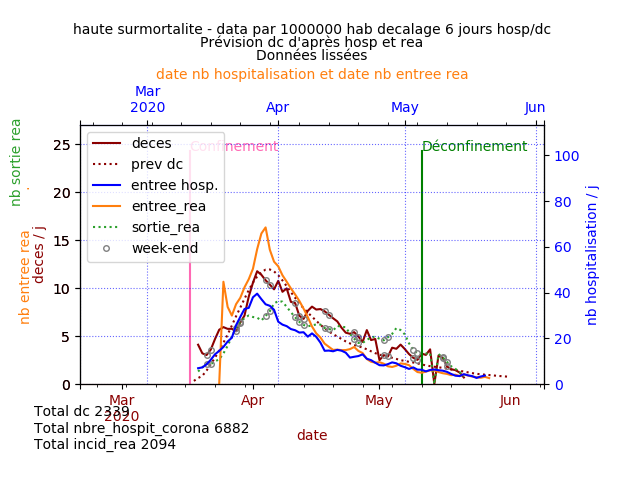 haute surmortalite - data par 1000000 hab decalage 6 jours hosp/dc
Prévision dc d'après hosp et rea
Données lissées
date nb hospitalisation et date nb entree rea
Mar
2020
Apr
May
Jun
Confinement
Déconfinement
deces
prev dc
entree hosp.
entree_rea
sortie_rea
week-end
nb sortie rea
.
nb entree rea
deces / j
25
20
15
10
5
0
100
80
60
40
20
0
nb hospitalisation / j
Mar
2020
Apr
May
Jun
date
Total dc 2339
Total nbre_hospit_corona 6882
Total incid_rea 2094